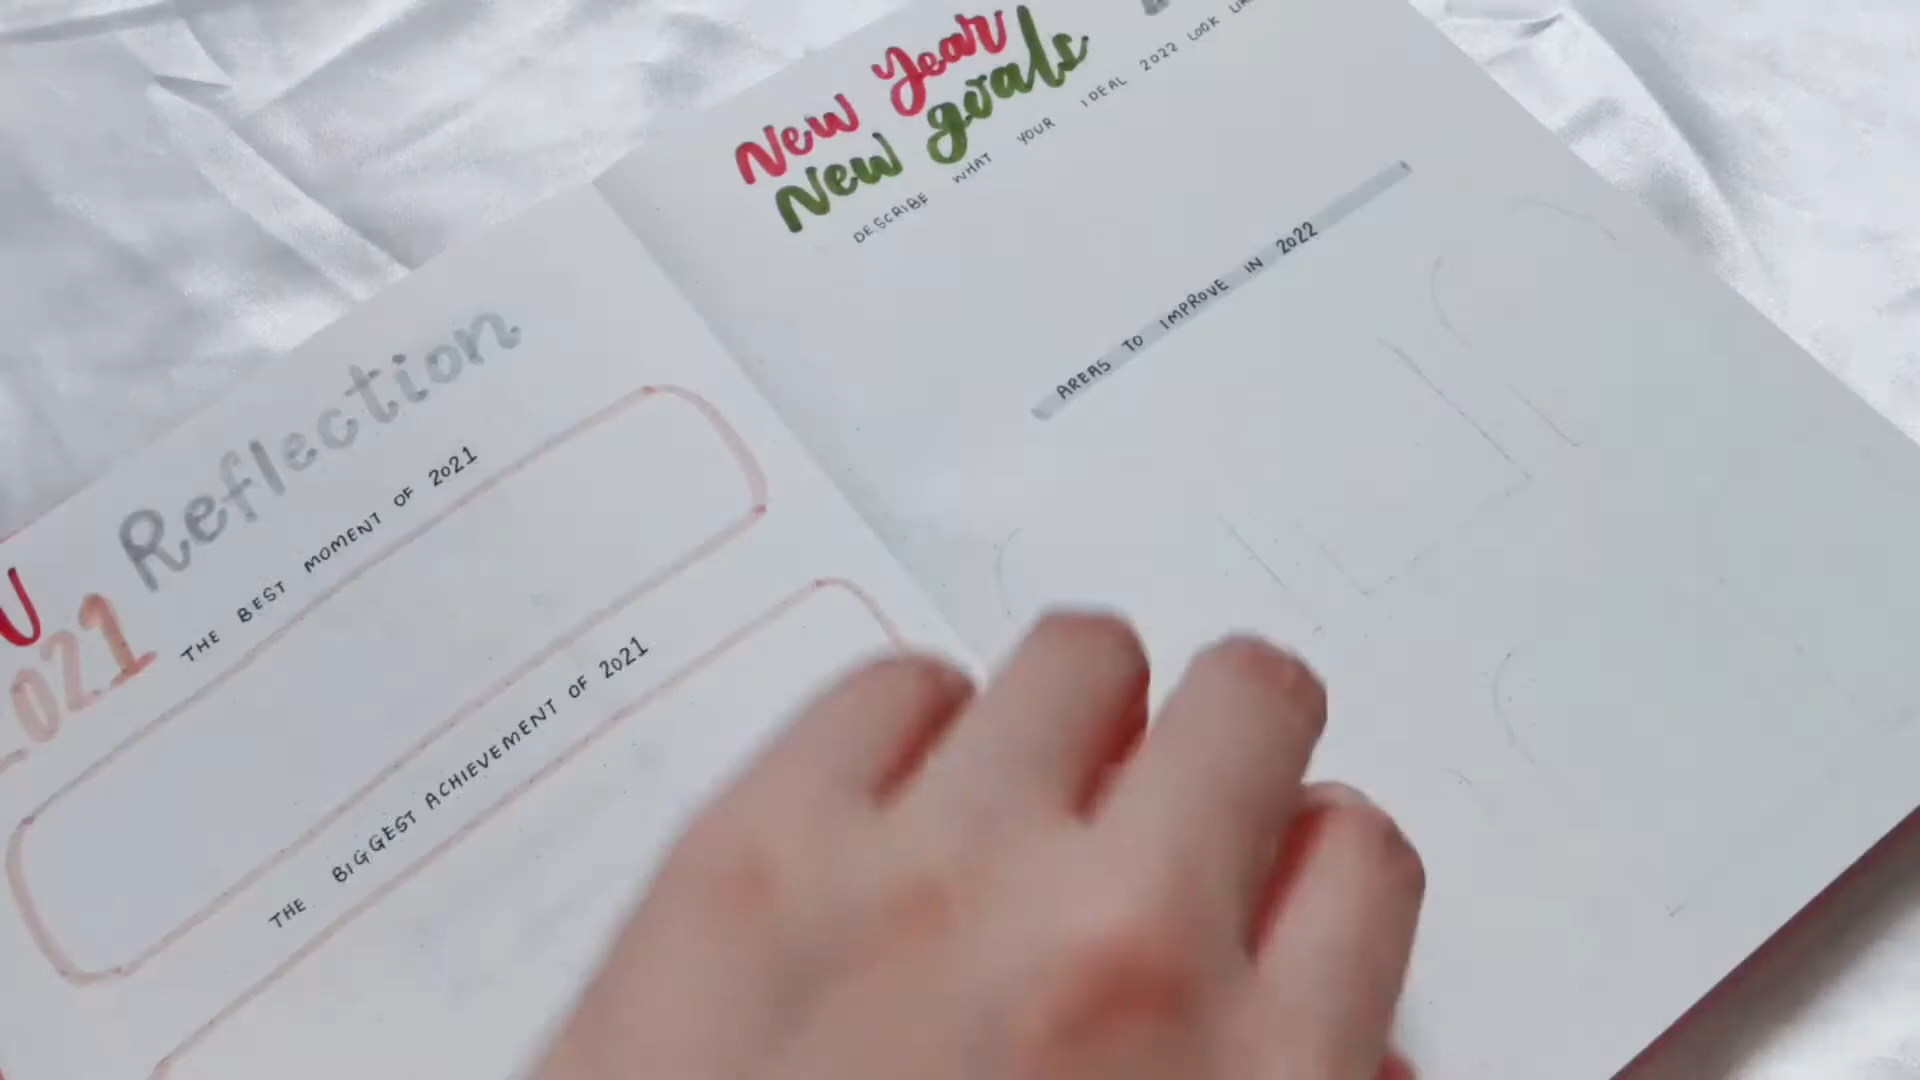 Reflection
021
THE BEST MOMENT OF 2021
THE BIGGEST ACHIEVEMENT OF 2021
New Year
New goals
DESCRIBE WHAT YOUR IDEAL 2022 LOOK
AREAS TO IMPROVE IN 2022